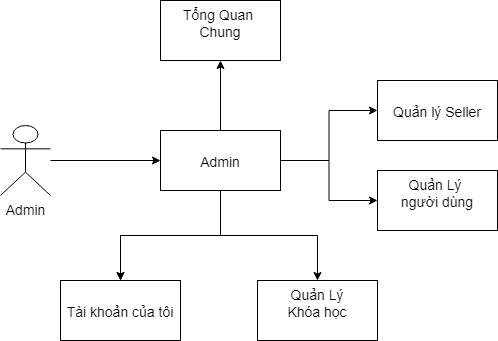 Tổng Quan
Chung
Quản lý Seller
Admin
Quản Lý
người dùng
Admin
Tài khoản của tôi
Quản Lý
Khóa học